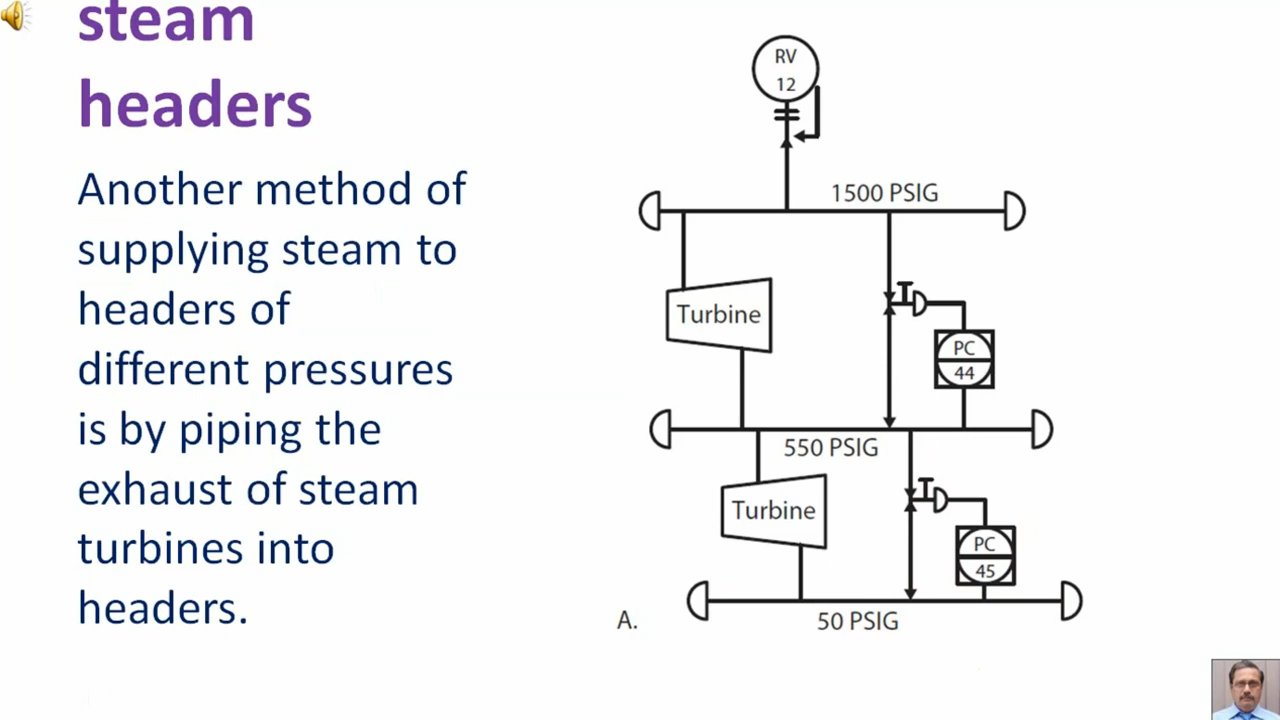 steam
headers
Another method of
supplying steam to
headers of
different pressures
is by piping the
exhaust of steam
turbines into
headers.
RV
12
1500 PSIG
Turbine
PC
44
550 PSIG
Turbine
PC
45
A.
50 PSIG